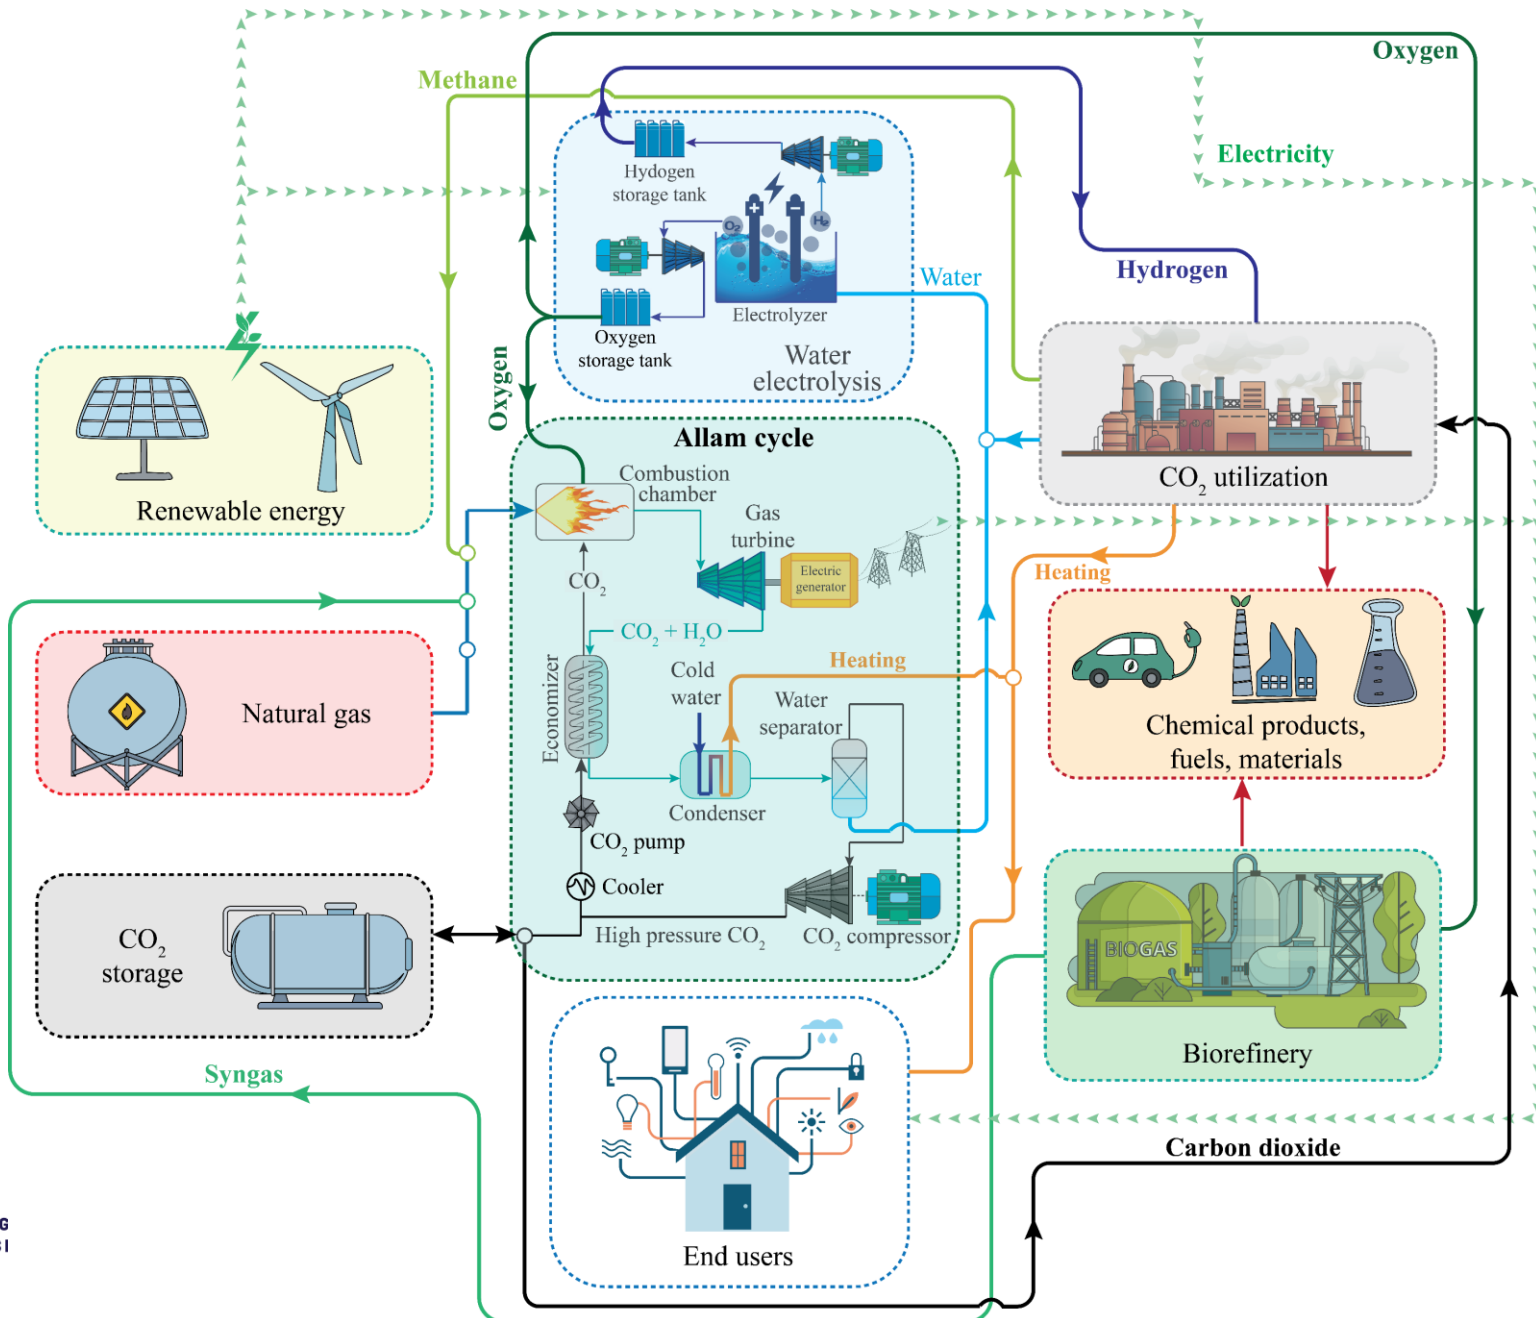 Oxygen
Methane
Electricity
Hydogen
storage tank
O₂
H₂
Hydrogen
Water
Electrolyzer
Oxygen
storage tank
Water
electrolysis
Oxygen
Renewable energy
Allam cycle
Combustion
chamber
Gas
turbine
Electric
generator
CO₂
CO₂ + H₂O
CO₂ utilization
Heating
Heating
Cold
water
Water
separator
Economizer
Condenser
Natural gas
Chemical products,
fuels, materials
CO₂ pump
Cooler
High pressure CO₂
CO₂ compressor
CO₂
storage
BIOGAS
Biorefinery
Syngas
Carbon dioxide
End users
G